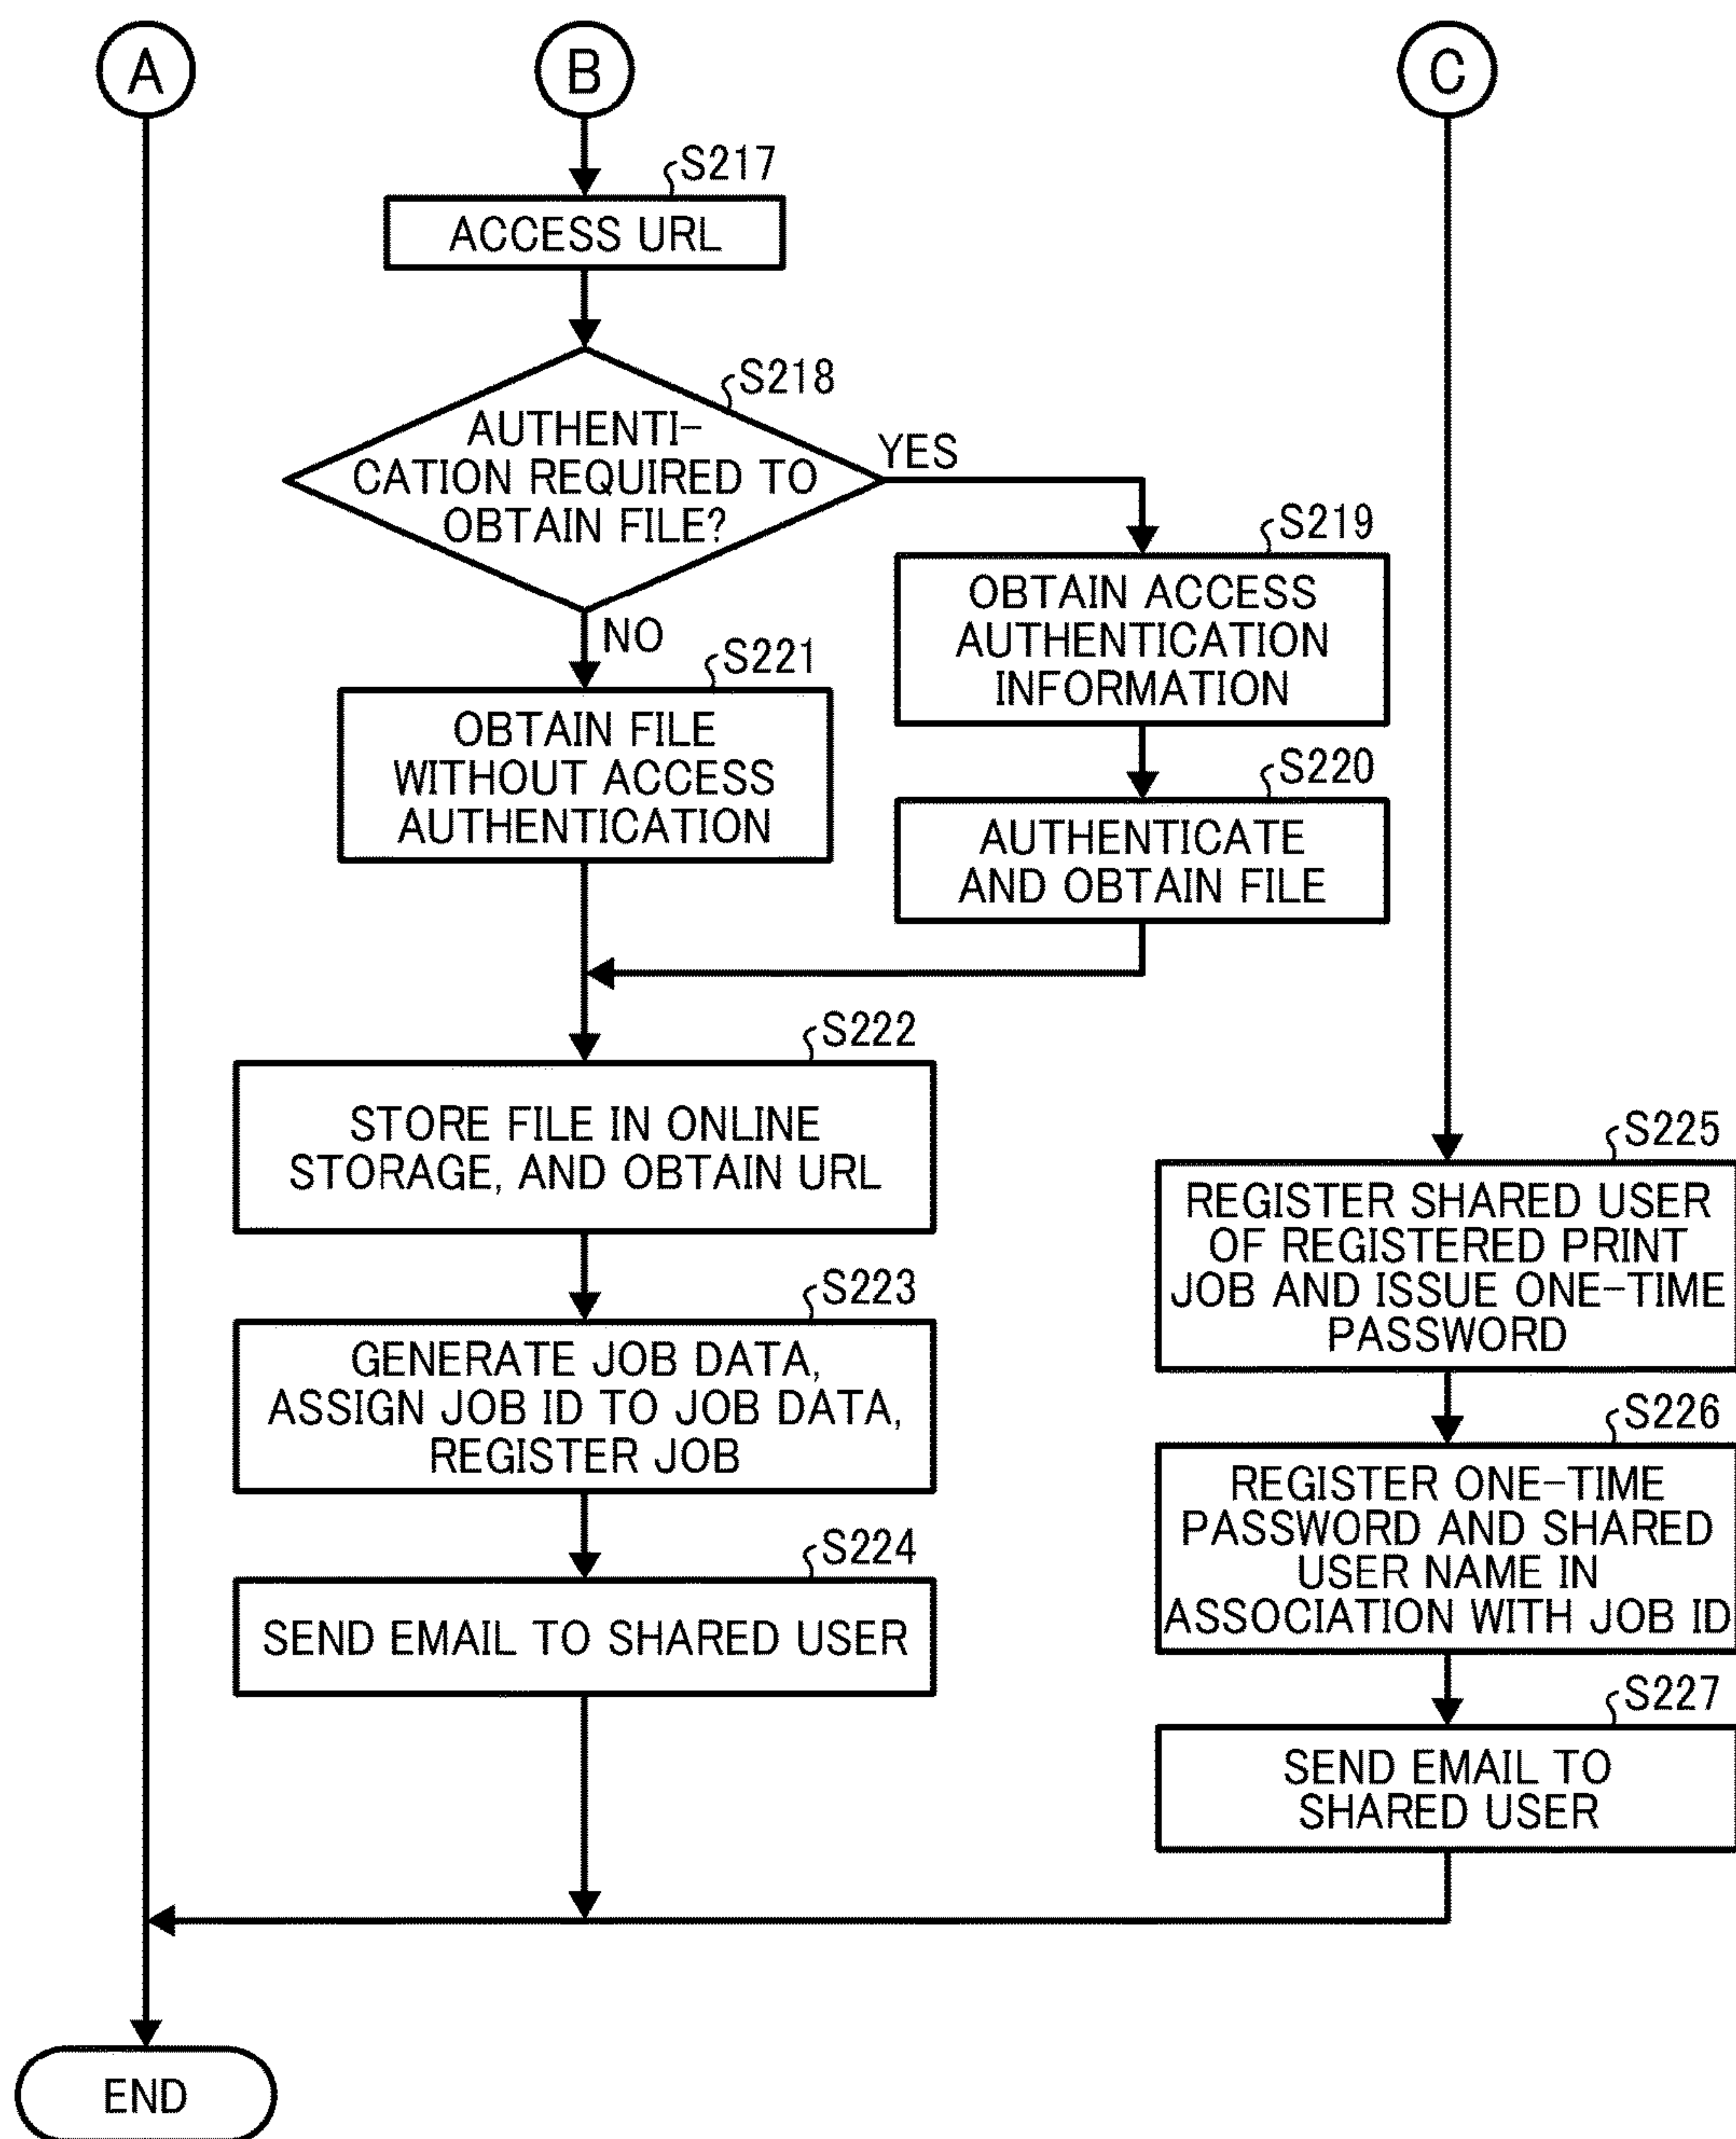 A
B
C
S217
ACCESS URL
S218
AUTHENTI-
CATION REQUIRED TO
OBTAIN FILE?
YES
NO
S219
OBTAIN ACCESS
AUTHENTICATION
INFORMATION
S221
OBTAIN FILE
WITHOUT ACCESS
AUTHENTICATION
S220
AUTHENTICATE
AND OBTAIN FILE
S222
STORE FILE IN ONLINE
STORAGE, AND OBTAIN URL
S223
GENERATE JOB DATA,
ASSIGN JOB ID TO JOB DATA,
REGISTER JOB
S224
SEND EMAIL TO SHARED USER
S225
REGISTER SHARED USER
OF REGISTERED PRINT
JOB AND ISSUE ONE-TIME
PASSWORD
S226
REGISTER ONE-TIME
PASSWORD AND SHARED
USER NAME IN
ASSOCIATION WITH JOB ID
S227
SEND EMAIL TO
SHARED USER
END